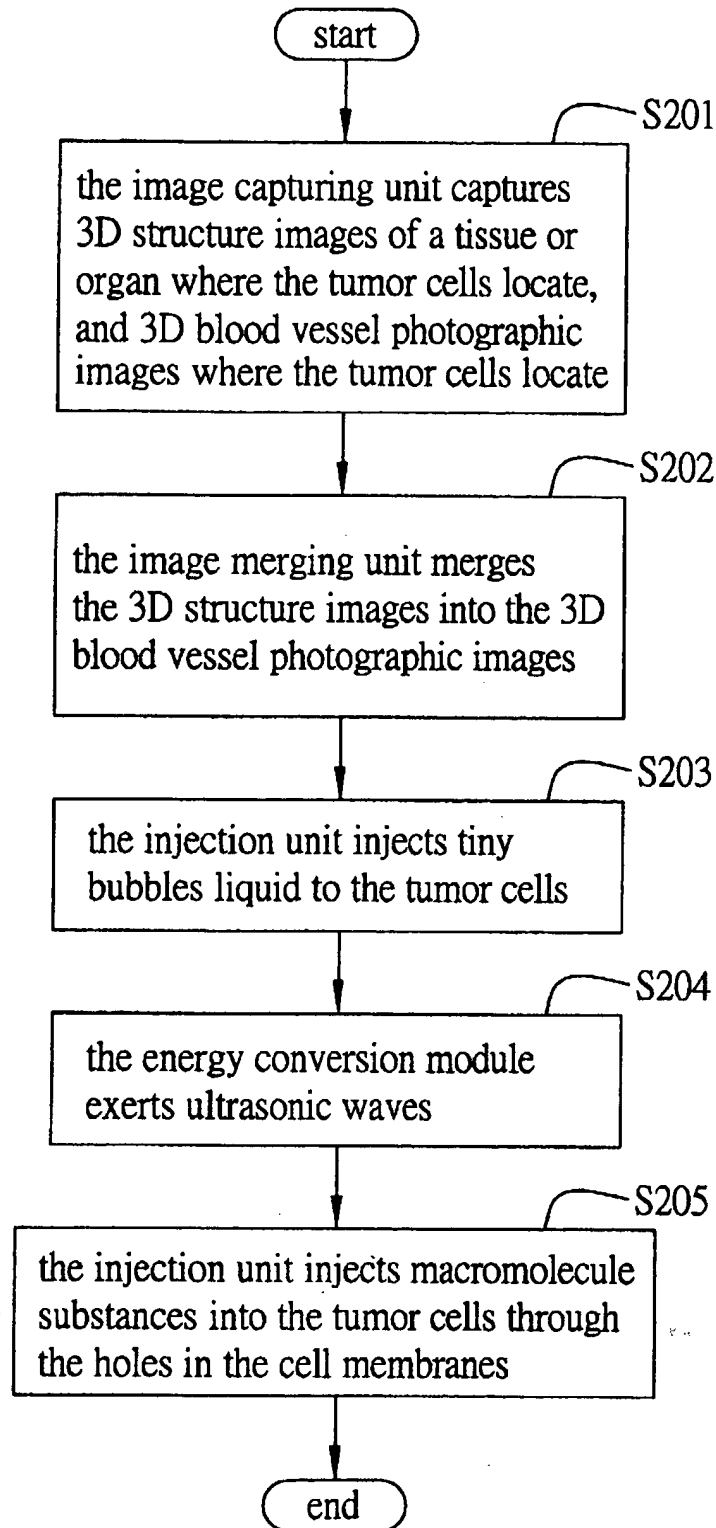 start
S201
the image capturing unit captures
3D structure images of a tissue or
organ where the tumor cells locate,
and 3D blood vessel photographic
images where the tumor cells locate
S202
the image merging unit merges
the 3D structure images into the 3D
blood vessel photographic images
S203
the injection unit injects tiny
bubbles liquid to the tumor cells
S204
the energy conversion module
exerts ultrasonic waves
S205
the injection unit injects macromolecule
substances into the tumor cells through
the holes in the cell membranes
end